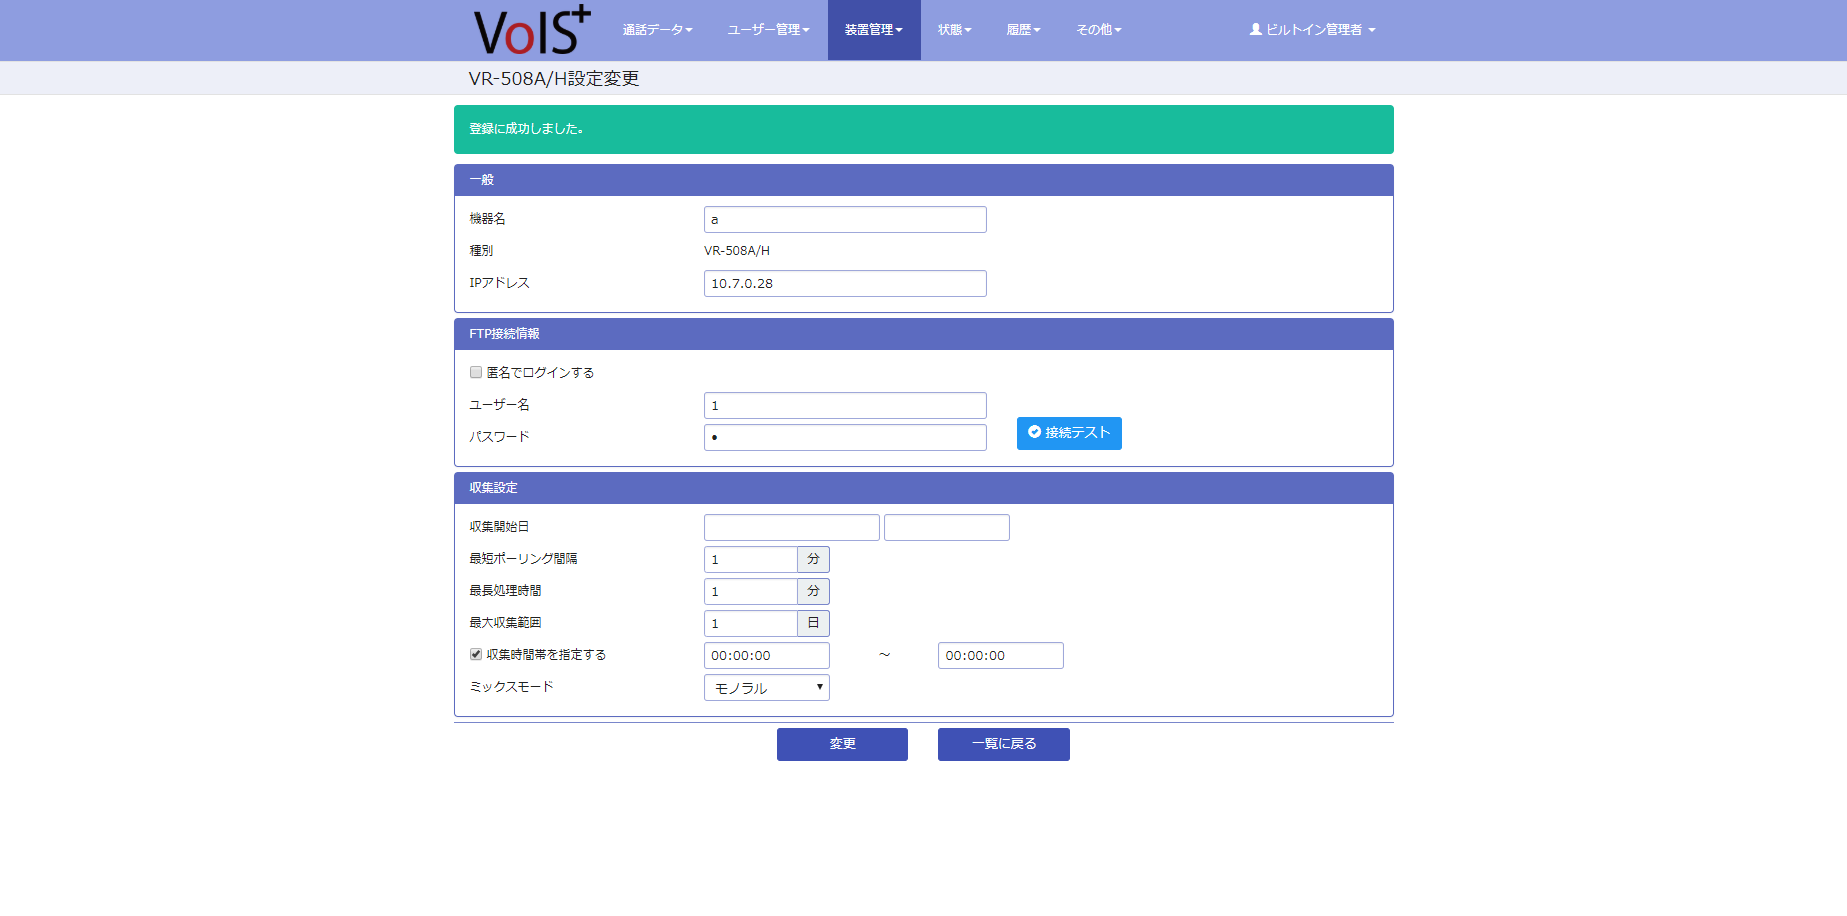 VoIS+ 通話データ ユーザー管理 装置管理 状態 履歴 その他 ビルトイン管理者
VR-508A/H設定変更
登録に成功しました。
一般
機器名 a
種別 VR-508A/H
IPアドレス 10.7.0.28
FTP接続情報
匿名でログインする
ユーザー名 1
パスワード •
接続テスト
収集設定
収集開始日
最短ポーリング間隔 1 分
最長処理時間 1 分
最大収集範囲 1 日
収集時間帯を指定する 00:00:00 ～ 00:00:00
ミックスモード モノラル
変更 一覧に戻る